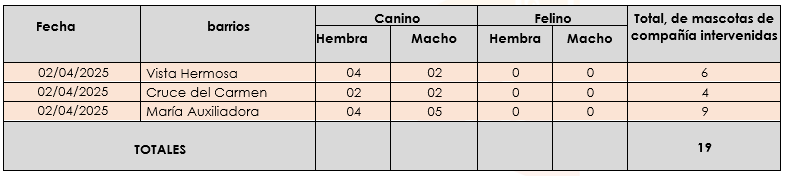 Fecha barrios Canino Felino Total, de mascotas de compañía intervenidas
Hembra Macho Hembra Macho
02/04/2025 Vista Hermosa 04 02 0 0 6
02/04/2025 Cruce del Carmen 02 02 0 0 4
02/04/2025 María Auxiliadora 04 05 0 0 9
TOTALES 19